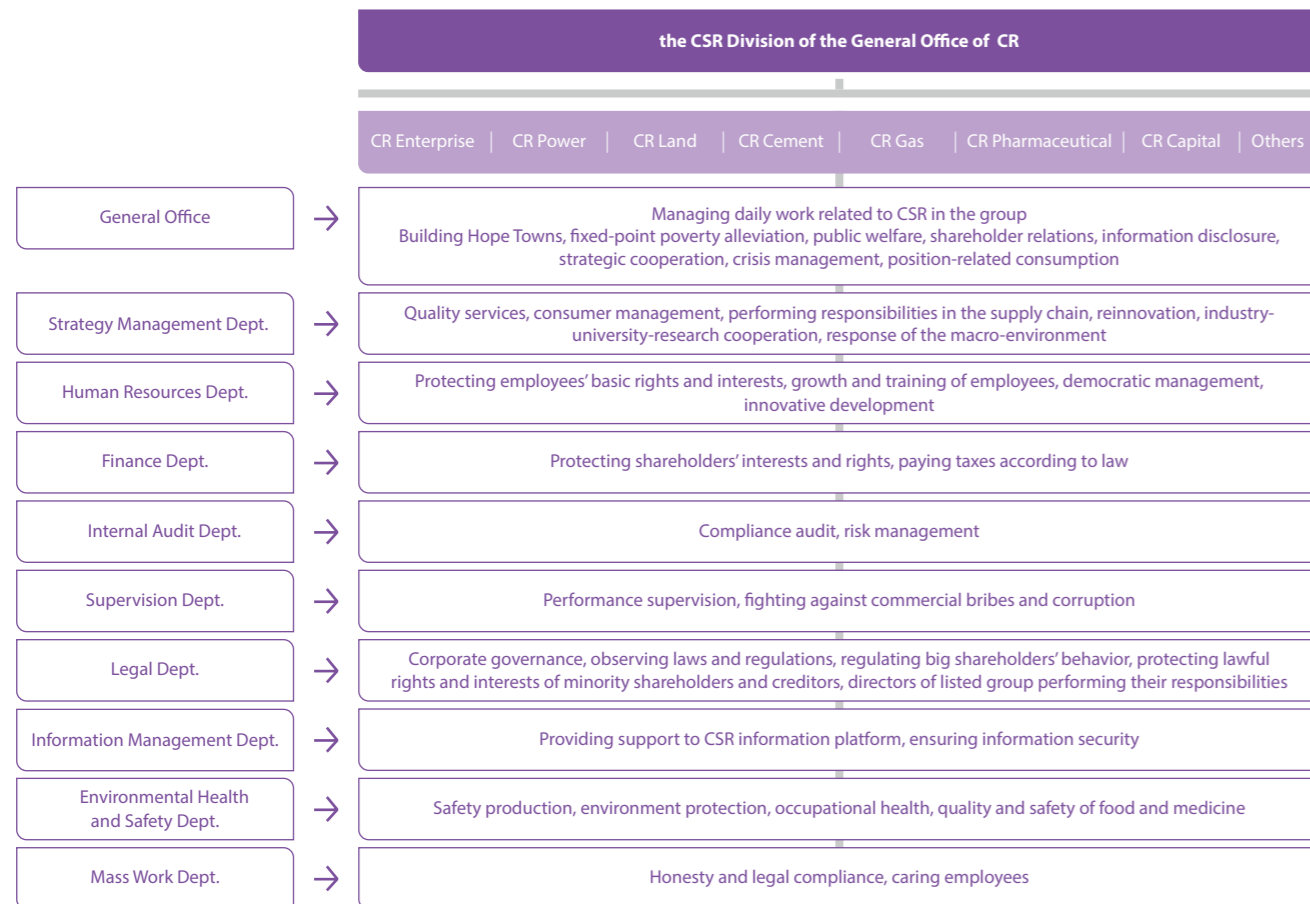 the CSR Division of the General Office of CR
CR Enterprise | CR Power | CR Land | CR Cement | CR Gas | CR Pharmaceutical | CR Capital | Others
General Office
Managing daily work related to CSR in the group
Building Hope Towns, fixed-point poverty alleviation, public welfare, shareholder relations, information disclosure,
strategic cooperation, crisis management, position-related consumption
Strategy Management Dept.
Quality services, consumer management, performing responsibilities in the supply chain, reinnovation, industry-
university-research cooperation, response of the macro-environment
Human Resources Dept.
Protecting employees' basic rights and interests, growth and training of employees, democratic management,
innovative development
Finance Dept.
Protecting shareholders' interests and rights, paying taxes according to law
Internal Audit Dept.
Compliance audit, risk management
Supervision Dept.
Performance supervision, fighting against commercial bribes and corruption
Legal Dept.
Corporate governance, observing laws and regulations, regulating big shareholders' behavior, protecting lawful
rights and interests of minority shareholders and creditors, directors of listed group performing their responsibilities
Information Management Dept.
Providing support to CSR information platform, ensuring information security
Environmental Health
and Safety Dept.
Safety production, environment protection, occupational health, quality and safety of food and medicine
Mass Work Dept.
Honesty and legal compliance, caring employees